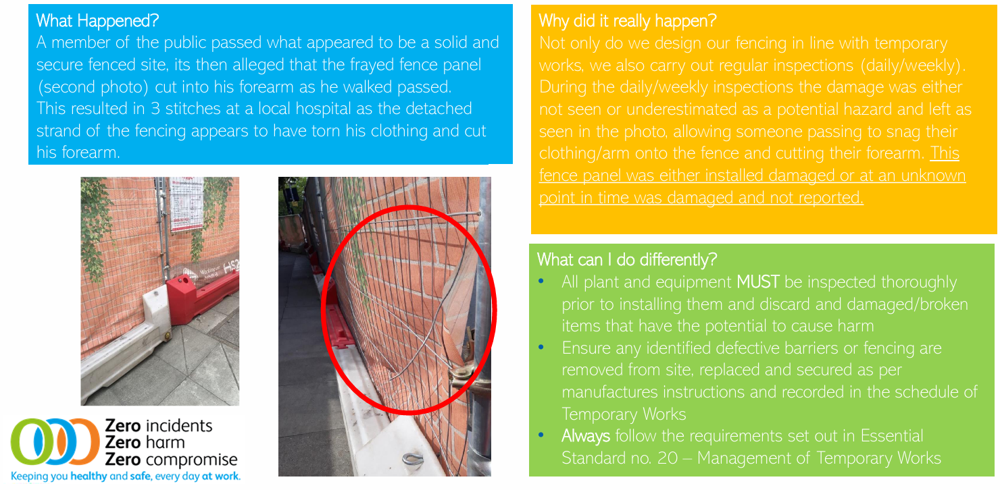 What Happened?
A member of the public passed what appeared to be a solid and
secure fenced site, its then alleged that the frayed fence panel
(second photo) cut into his forearm as he walked passed.
This resulted in 3 stitches at a local hospital as the detached
strand of the fencing appears to have torn his clothing and cut
his forearm.
Why did it really happen?
Not only do we design our fencing in line with temporary
works, we also carry out regular inspections (daily/weekly).
During the daily/weekly inspections the damage was either
not seen or underestimated as a potential hazard and left as
seen in the photo, allowing someone passing to snag their
clothing/arm onto the fence and cutting their forearm. This
fence panel was either installed damaged or at an unknown
point in time was damaged and not reported.
What can I do differently?
• All plant and equipment MUST be inspected thoroughly
prior to installing them and discard and damaged/broken
items that have the potential to cause harm
• Ensure any identified defective barriers or fencing are
removed from site, replaced and secured as per
manufactures instructions and recorded in the schedule of
Temporary Works
• Always follow the requirements set out in Essential
Standard no. 20 – Management of Temporary Works
HS2
Zero incidents
Zero harm
Zero compromise
Keeping you healthy and safe, every day at work.